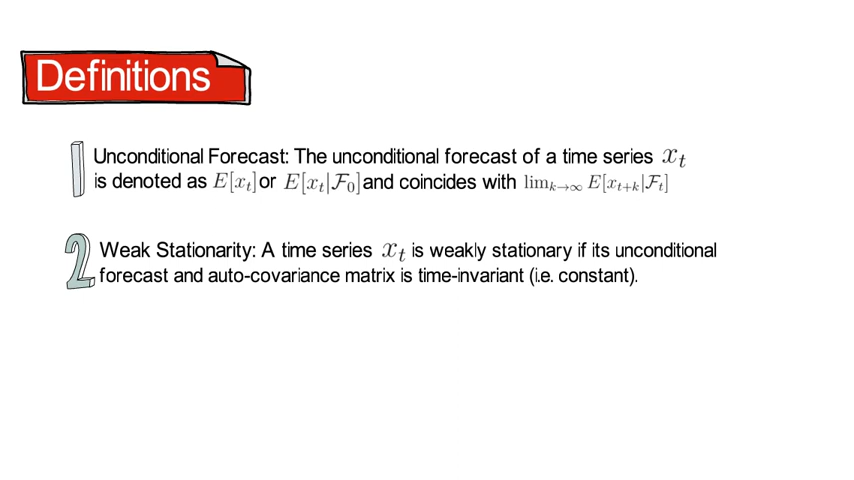 Definitions
1 Unconditional Forecast: The unconditional forecast of a time series $x_t$
is denoted as $E[x_t]$ or $E[x_t|\mathcal{F}_0]$ and coincides with $\lim_{k\to\infty} E[x_{t+k}|\mathcal{F}_t]$
2 Weak Stationarity: A time series $x_t$ is weakly stationary if its unconditional
forecast and auto-covariance matrix is time-invariant (i.e. constant).